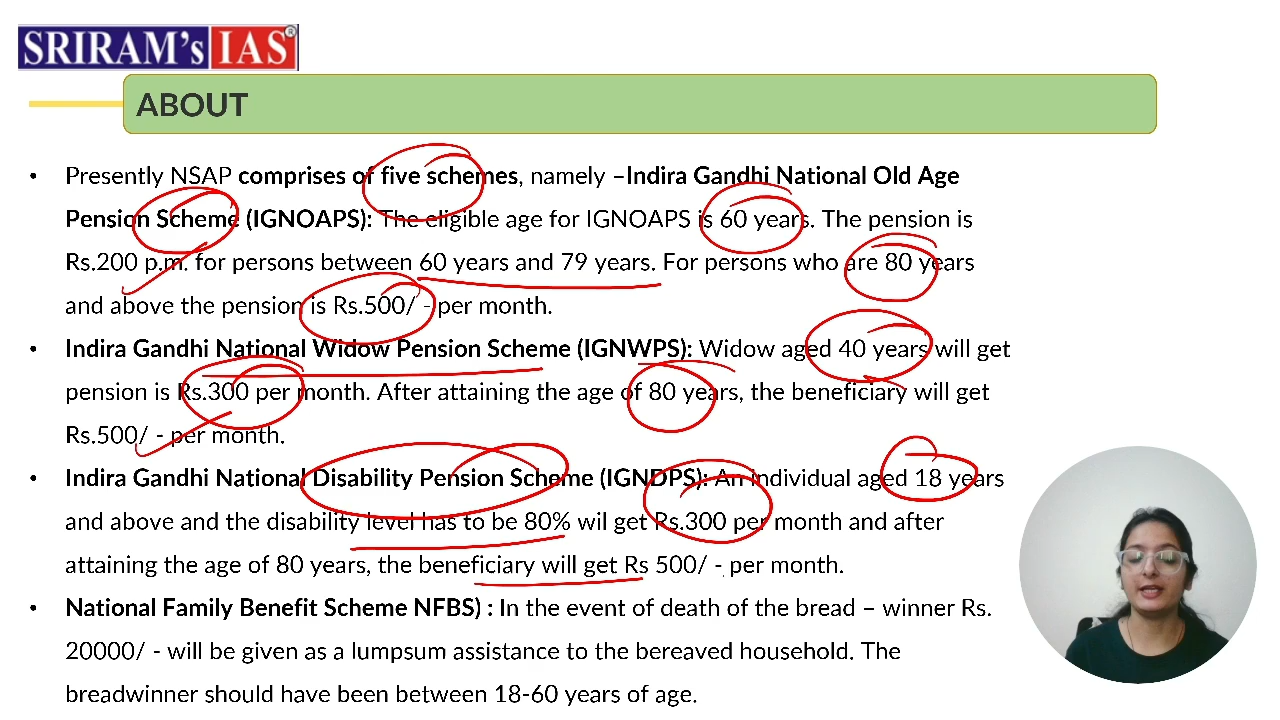 SRIRAM's IAS®
ABOUT
• Presently NSAP comprises of five schemes, namely –Indira Gandhi National Old Age
Pension Scheme (IGNOAPS): The eligible age for IGNOAPS is 60 years. The pension is
Rs.200 p.m. for persons between 60 years and 79 years. For persons who are 80 years
and above the pension is Rs.500/ - per month.
• Indira Gandhi National Widow Pension Scheme (IGNWPS): Widow aged 40 years will get
pension is Rs.300 per month. After attaining the age of 80 years, the beneficiary will get
Rs.500/ - per month.
• Indira Gandhi National Disability Pension Scheme (IGNDPS): An individual aged 18 years
and above and the disability level has to be 80% wil get Rs.300 per month and after
attaining the age of 80 years, the beneficiary will get Rs 500/ - per month.
• National Family Benefit Scheme NFBS) : In the event of death of the bread – winner Rs.
20000/ - will be given as a lumpsum assistance to the bereaved household. The
breadwinner should have been between 18-60 years of age.